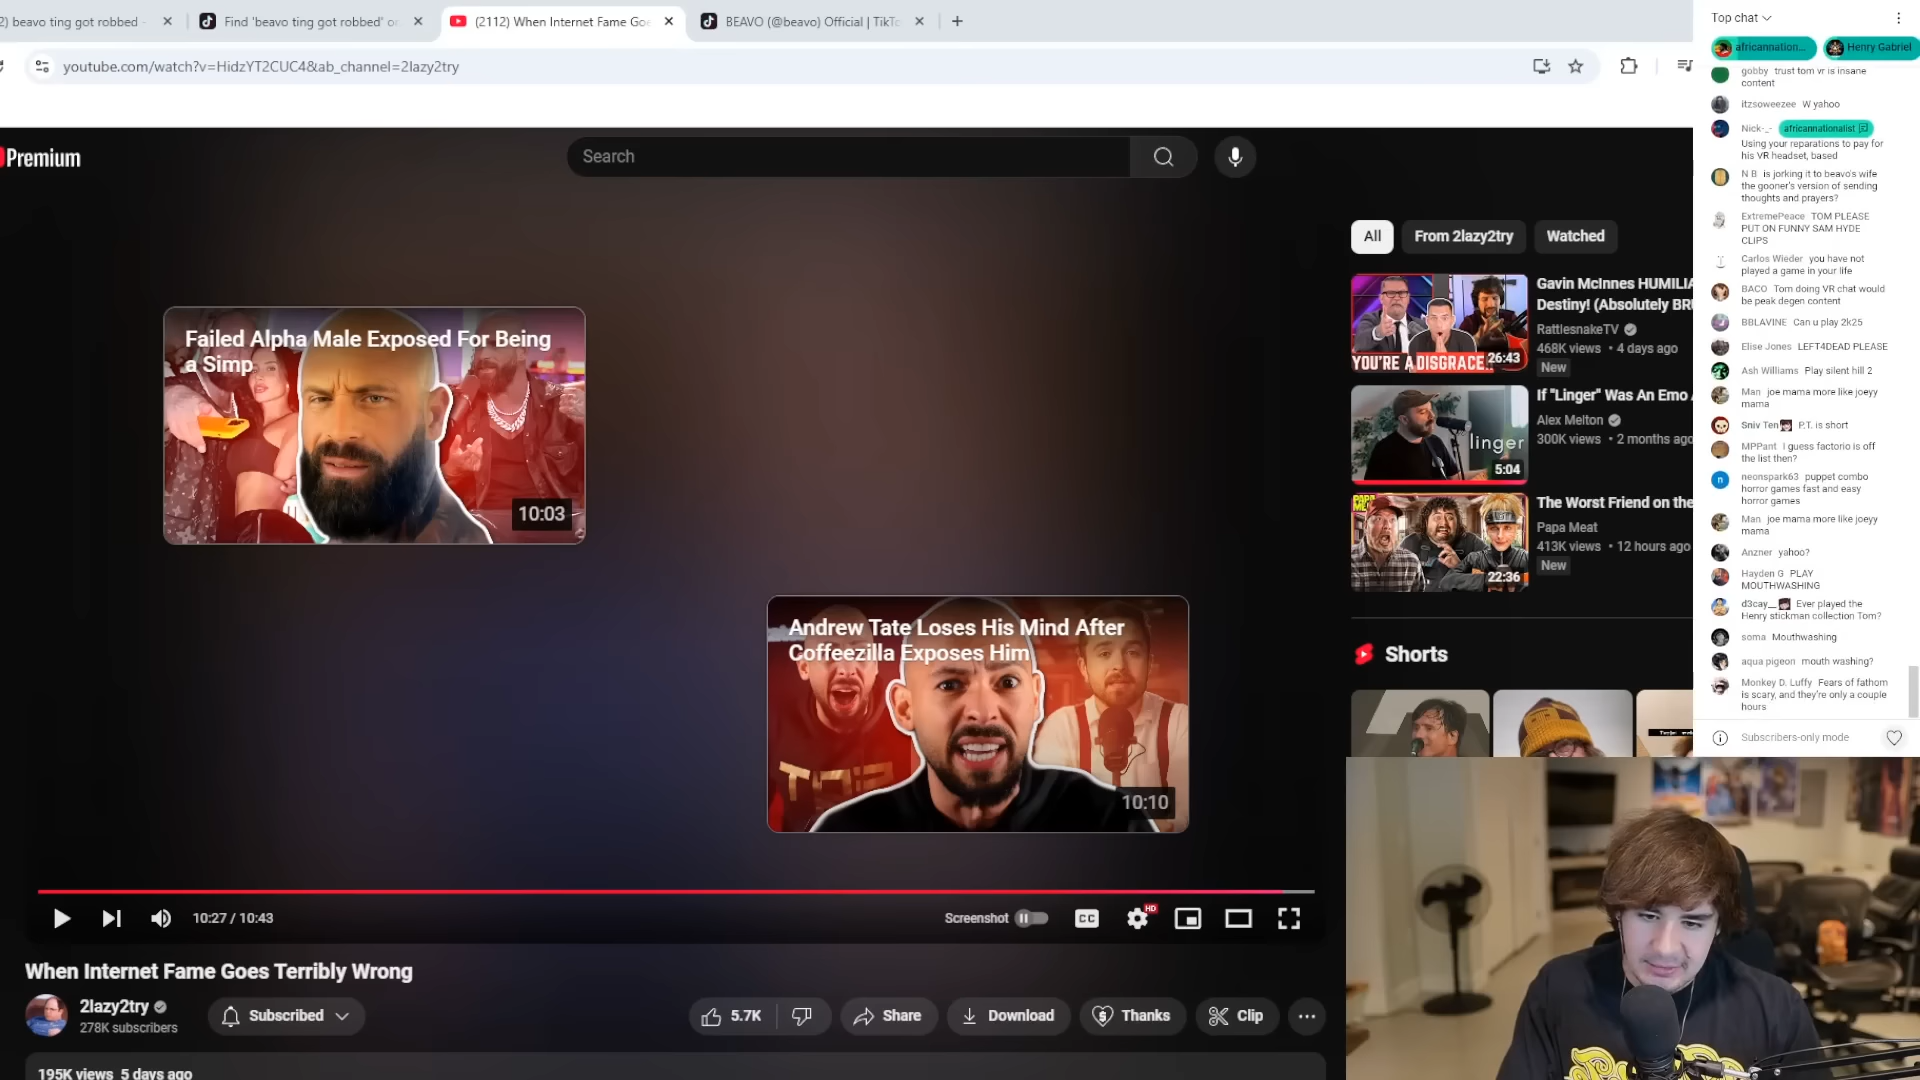 ) beavo ting got robbed -
Find 'beavo ting got robbed' or
(2112) When Internet Fame Goe
BEAVO (@beavo) Official | TikTo
youtube.com/watch?v=HidzYT2CUC4&ab_channel=2lazy2try
Premium
Search
Failed Alpha Male Exposed For Being
a Simp
10:03
Andrew Tate Loses His Mind After
Coffeezilla Exposes Him
10:10
10:27 / 10:43
Screenshot
CC
HD
When Internet Fame Goes Terribly Wrong
2lazy2try
278K subscribers
Subscribed
5.7K
Share
Download
Thanks
Clip
195K views 5 days ago
All
From 2lazy2try
Watched
YOU'RE A DISGRACE
26:43
Gavin McInnes HUMILIA
Destiny! (Absolutely BR
RattlesnakeTV
468K views • 4 days ago
New
linger
5:04
If "Linger" Was An Emo
Alex Melton
300K views • 2 months ago
22:36
The Worst Friend on the
Papa Meat
413K views • 12 hours ago
New
Shorts
Top chat
africannation...
Henry Gabriel
gobby trust tom vr is insane
content
itzsoweezee W yahoo
Nick-_- africannationalist
Using your reparations to pay for
his VR headset, based
N B is jorking it to beavo's wife
the gooner's version of sending
thoughts and prayers?
ExtremePeace TOM PLEASE
PUT ON FUNNY SAM HYDE
CLIPS
Carlos Wieder you have not
played a game in your life
BACO Tom doing VR chat would
be peak degen content
BBLAVINE Can u play 2k25
Elise Jones LEFT4DEAD PLEASE
Ash Williams Play silent hill 2
Man joe mama more like joeyy
mama
Sniv Ten P.T. is short
MPPant I guess factorio is off
the list then?
n
neonspark63 puppet combo
horror games fast and easy
horror games
Man joe mama more like joeyy
mama
Anzner yahoo?
Hayden G PLAY
MOUTHWASHING
d3cay__ Ever played the
Henry stickman collection Tom?
soma Mouthwashing
aqua pigeon mouth washing?
Monkey D. Luffy Fears of fathom
is scary, and they're only a couple
hours
Subscribers-only mode